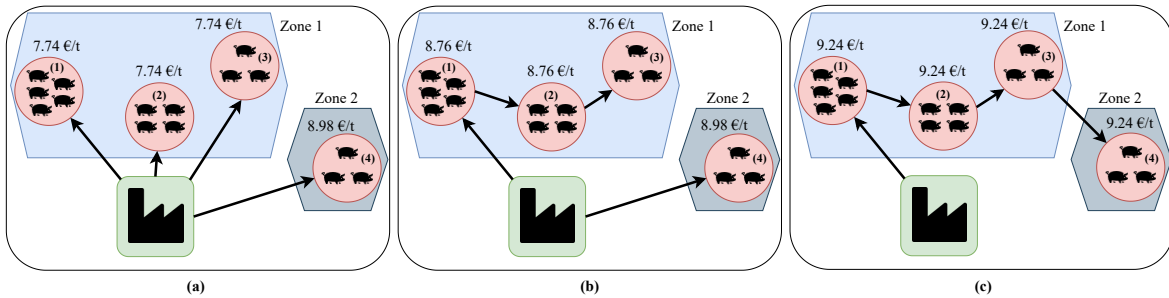 7.74 €/t
Zone 1
7.74 €/t
(3)
(1)
7.74 €/t
(2)
Zone 2
8.98 €/t
(4)
(a)
8.76 €/t
Zone 1
8.76 €/t
(3)
(1)
8.76 €/t
(2)
Zone 2
8.98 €/t
(4)
(b)
9.24 €/t
Zone 1
9.24 €/t
(3)
(1)
9.24 €/t
(2)
Zone 2
9.24 €/t
(4)
(c)